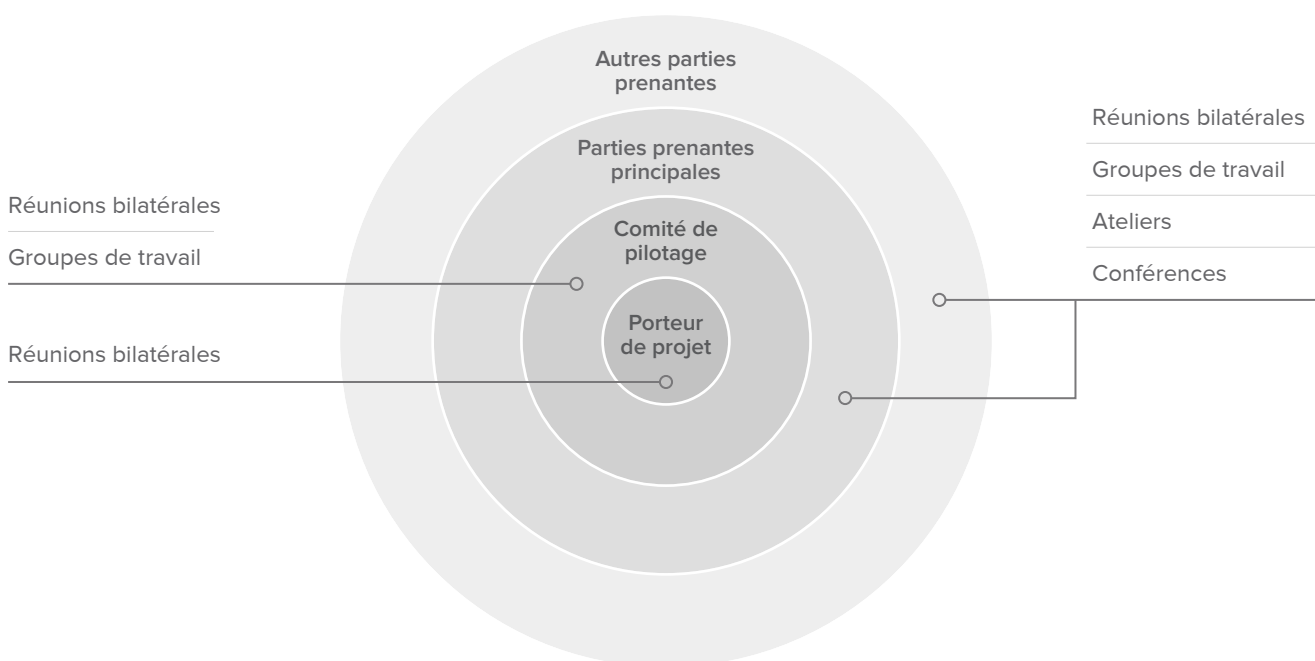 Autres parties
prenantes
Parties prenantes
principales
Comité de
pilotage
Porteur
de projet
Réunions bilatérales
Groupes de travail
Réunions bilatérales
Réunions bilatérales
Groupes de travail
Ateliers
Conférences